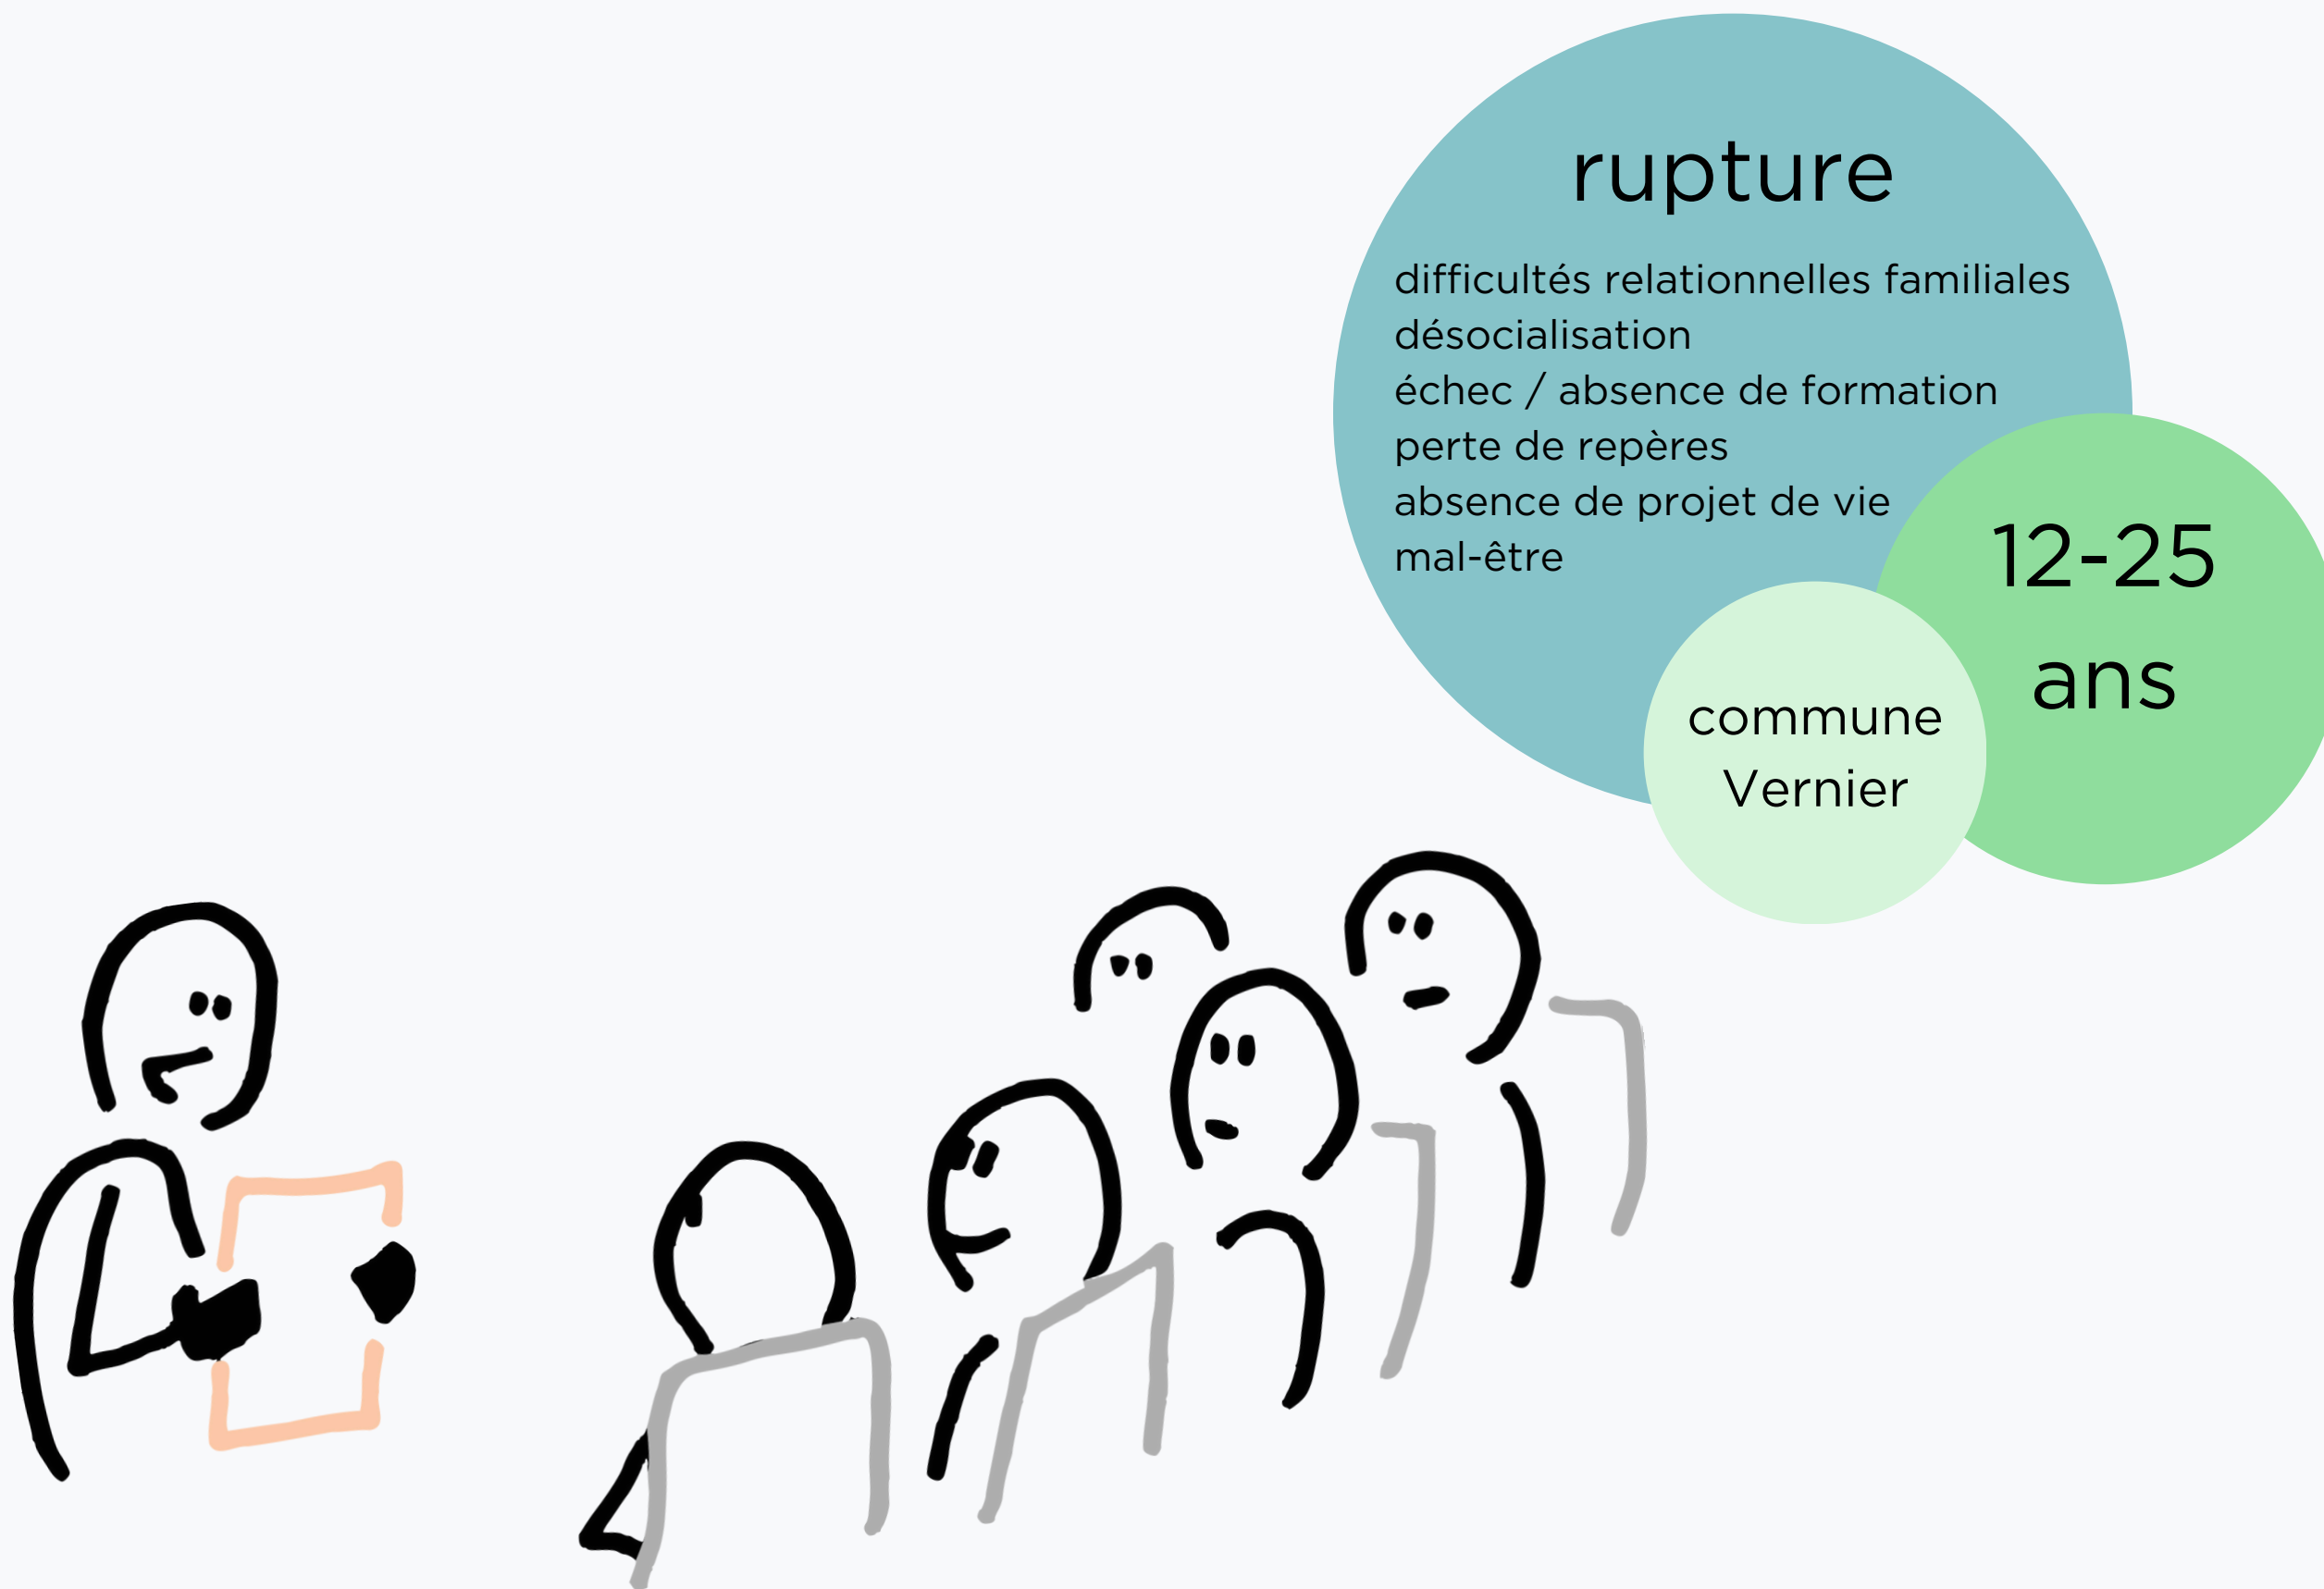 rupture
difficultés relationnelles familiales
désocialisation
échec / absence de formation
perte de repères
absence de projet de vie
mal-être
12-25
ans
commune
Vernier